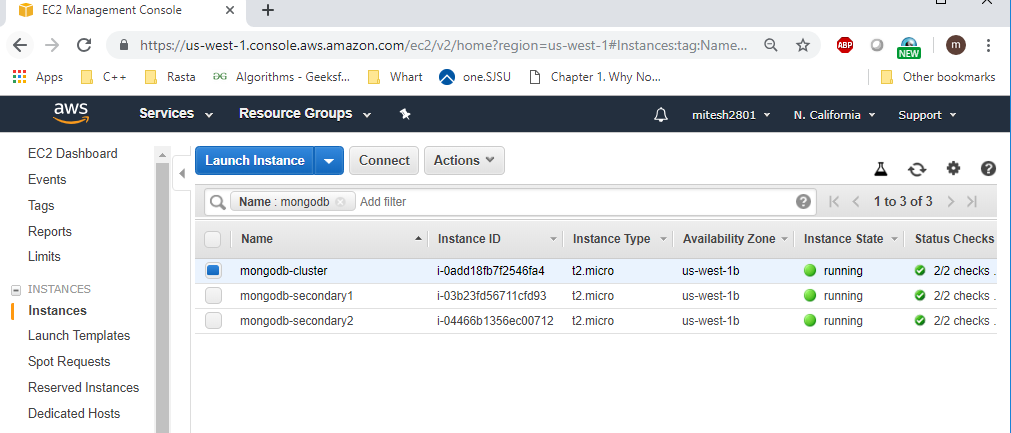 EC2 Management Console
https://us-west-1.console.aws.amazon.com/ec2/v2/home?region=us-west-1#Instances:tag:Name...
ABP
NEW
m
Apps C++ Rasta Algorithms - Geeksf... Whart one.SJSU Chapter 1. Why No... Other bookmarks
aws Services Resource Groups mitesh2801 N. California Support
EC2 Dashboard
Events
Tags
Reports
Limits
INSTANCES
Instances
Launch Templates
Spot Requests
Reserved Instances
Dedicated Hosts
Launch Instance Connect Actions
Name : mongodb Add filter 1 to 3 of 3
Name Instance ID Instance Type Availability Zone Instance State Status Checks
mongodb-cluster i-0add18fb7f2546fa4 t2.micro us-west-1b running 2/2 checks .
mongodb-secondary1 i-03b23fd56711cfd93 t2.micro us-west-1b running 2/2 checks .
mongodb-secondary2 i-04466b1356ec00712 t2.micro us-west-1b running 2/2 checks .